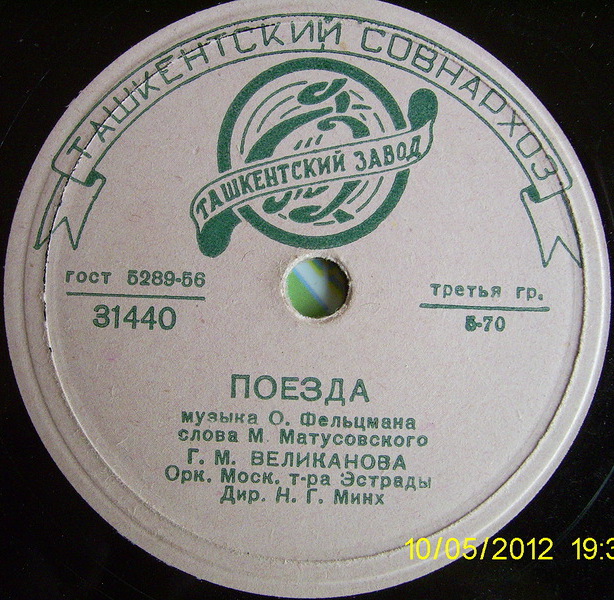 ТАШКЕНТСКИЙ СОВНАРХОЗ
ТАШКЕНТСКИЙ ЗАВОД
гост 5289-56
31440
третья гр.
5-70
ПОЕЗДА
музыка О. Фельцмана
слова М. Матусовского
Г. М. ВЕЛИКАНОВА
Орк. Моск. т-ра Эстрады
Дир. Н. Г. Минх
10/05/2012 19:3